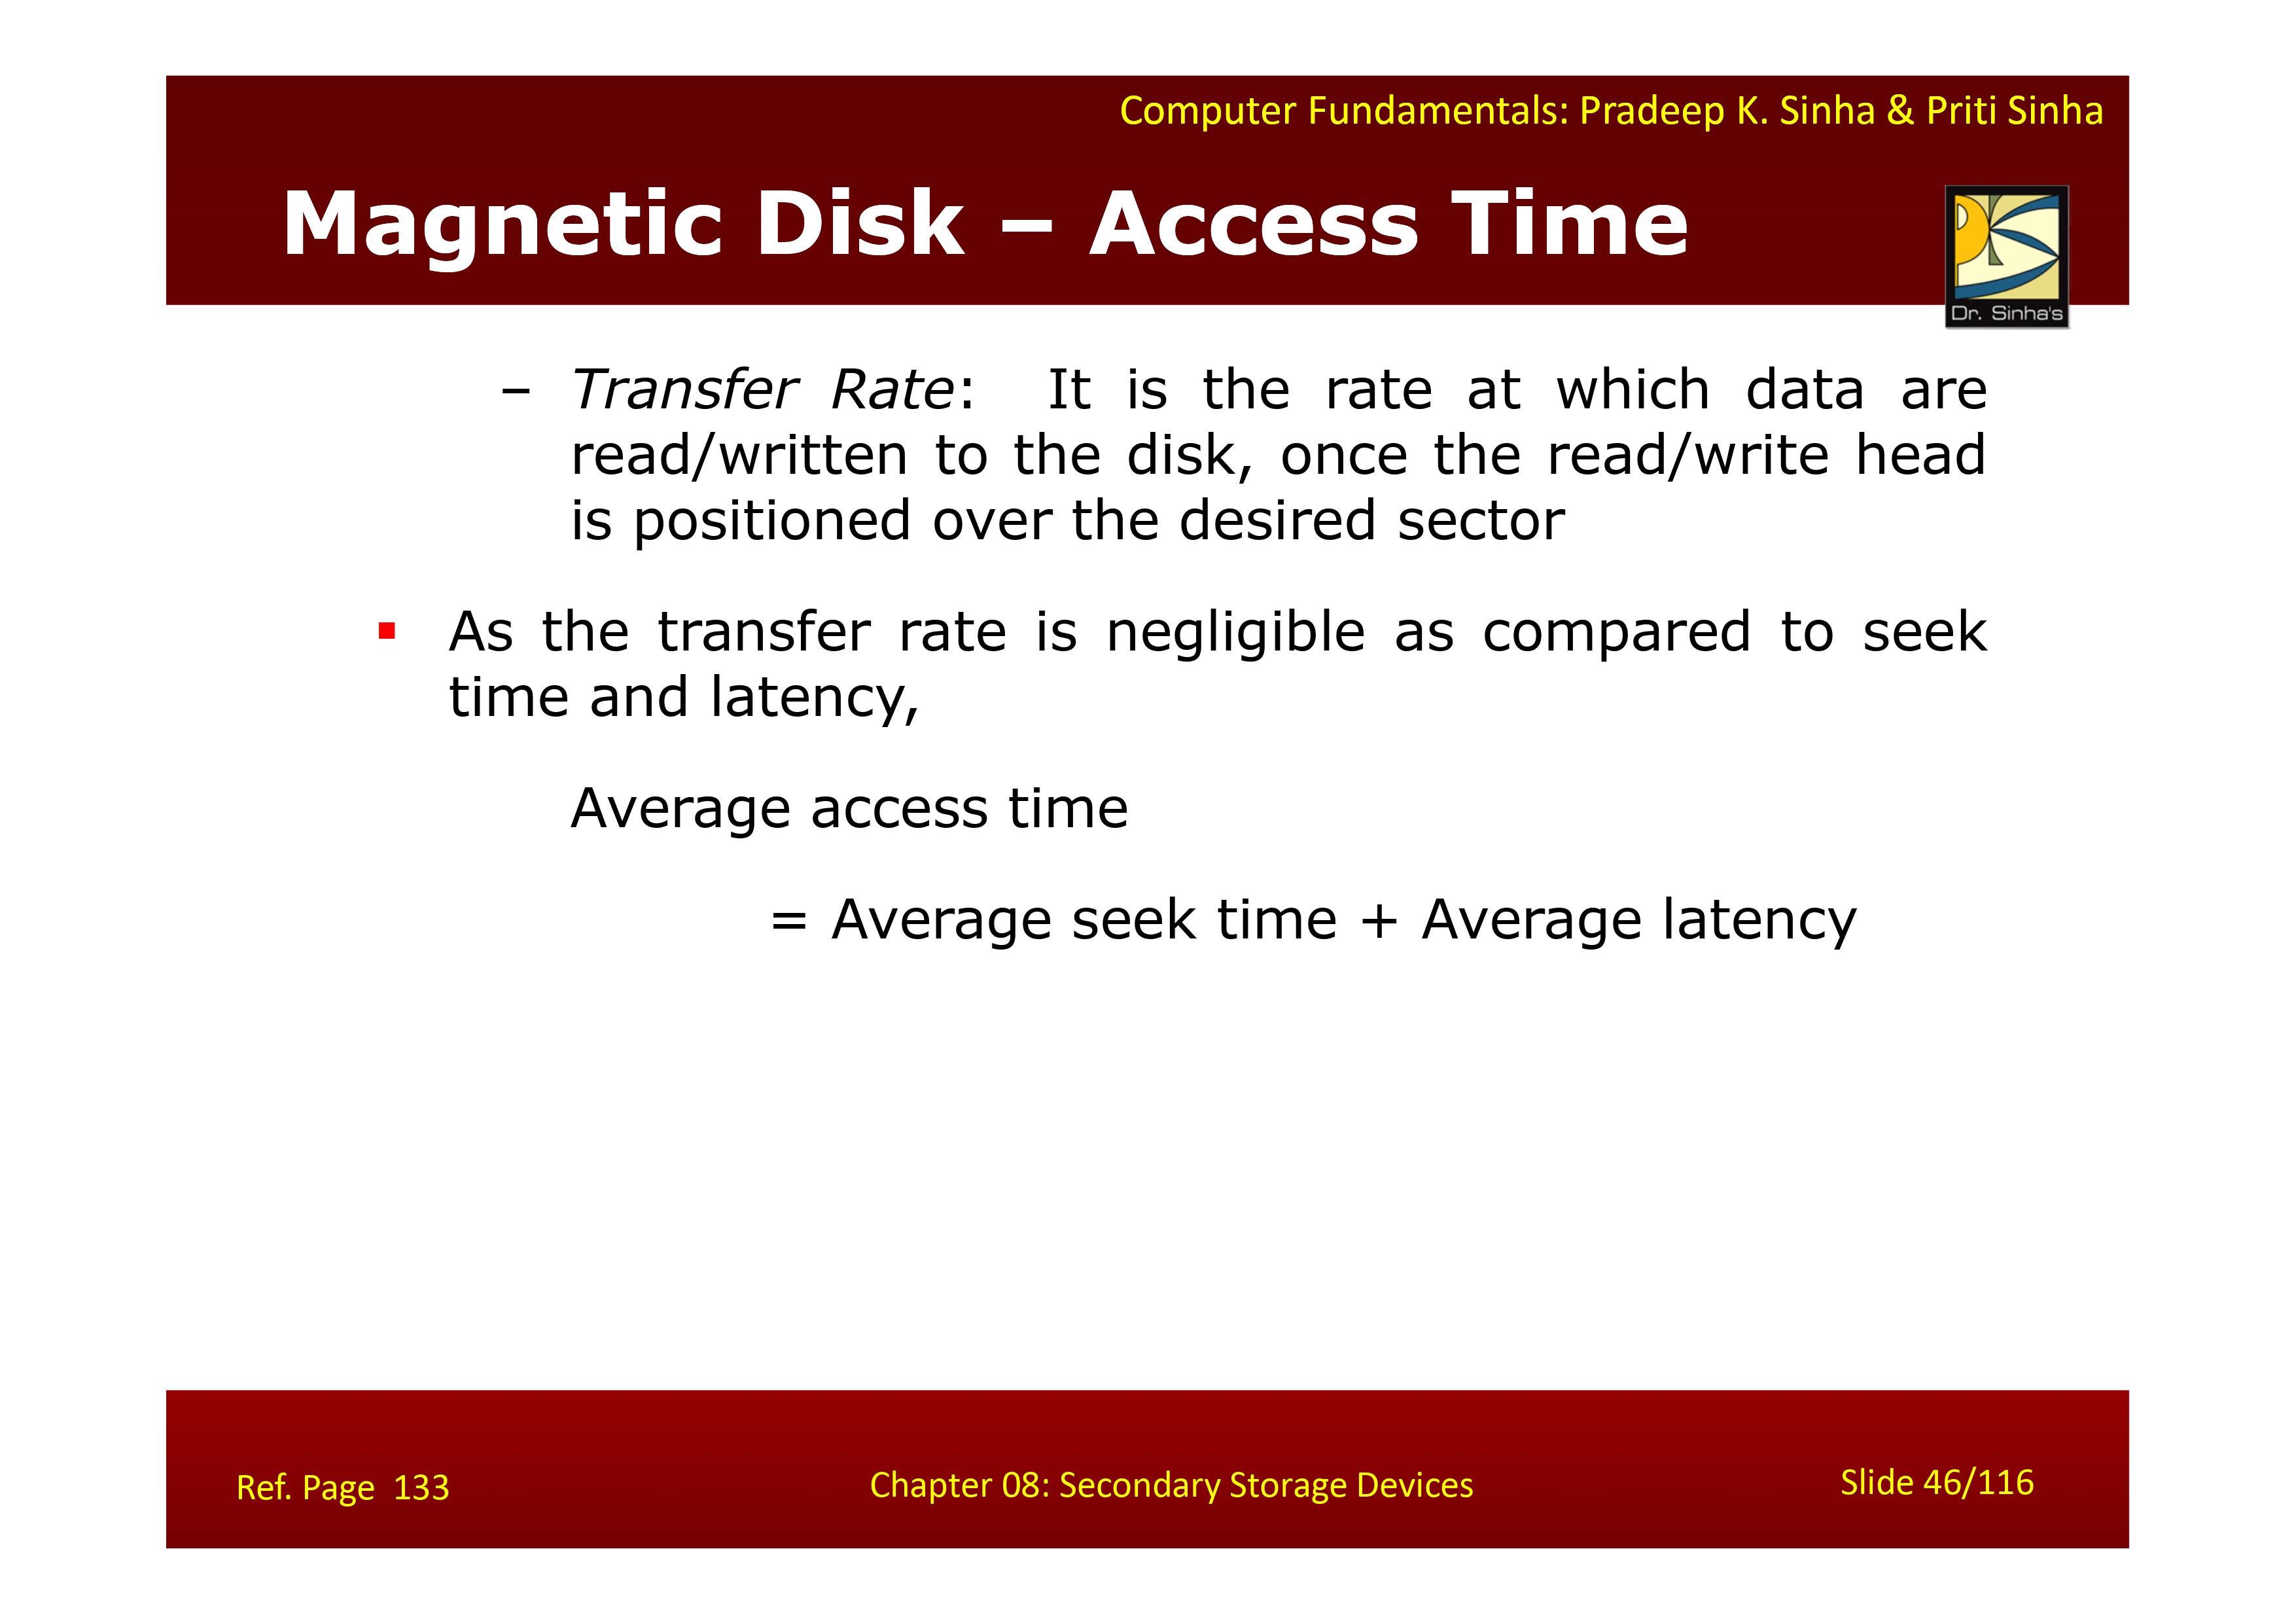 Computer Fundamentals: Pradeep K. Sinha & Priti Sinha
Magnetic Disk – Access Time
Dr. Sinha's
– Transfer Rate: It is the rate at which data are
read/written to the disk, once the read/write head
is positioned over the desired sector
▪ As the transfer rate is negligible as compared to seek
time and latency,
Average access time
= Average seek time + Average latency
Ref. Page 133
Chapter 08: Secondary Storage Devices
Slide 46/116